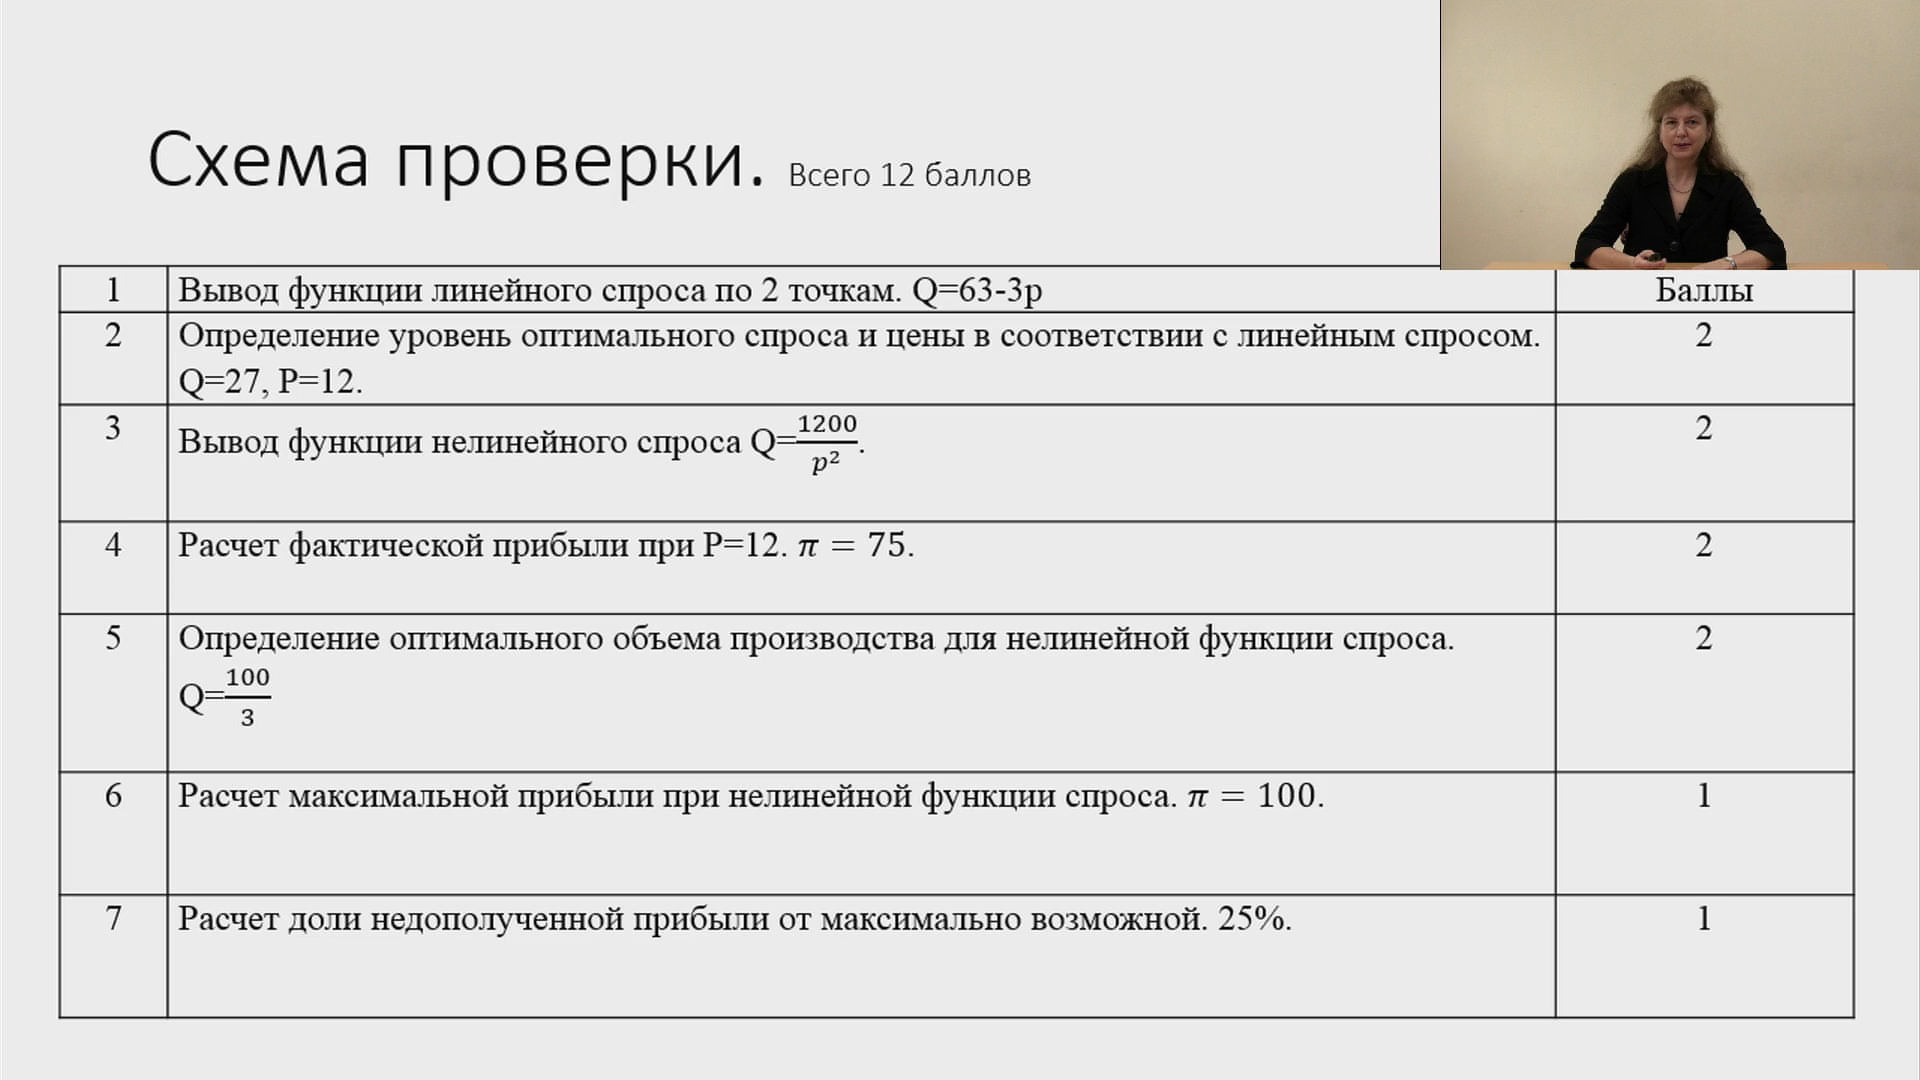 Схема проверки. Всего 12 баллов
1 Вывод функции линейного спроса по 2 точкам. Q=63-3p Баллы
2 Определение уровень оптимального спроса и цены в соответствии с линейным спросом. 2
Q=27, P=12.
3 Вывод функции нелинейного спроса Q=\frac{1200}{p^2}. 2
4 Расчет фактической прибыли при P=12. π = 75. 2
5 Определение оптимального объема производства для нелинейной функции спроса. 2
Q=\frac{100}{3}
6 Расчет максимальной прибыли при нелинейной функции спроса. π = 100. 1
7 Расчет доли недополученной прибыли от максимально возможной. 25%. 1